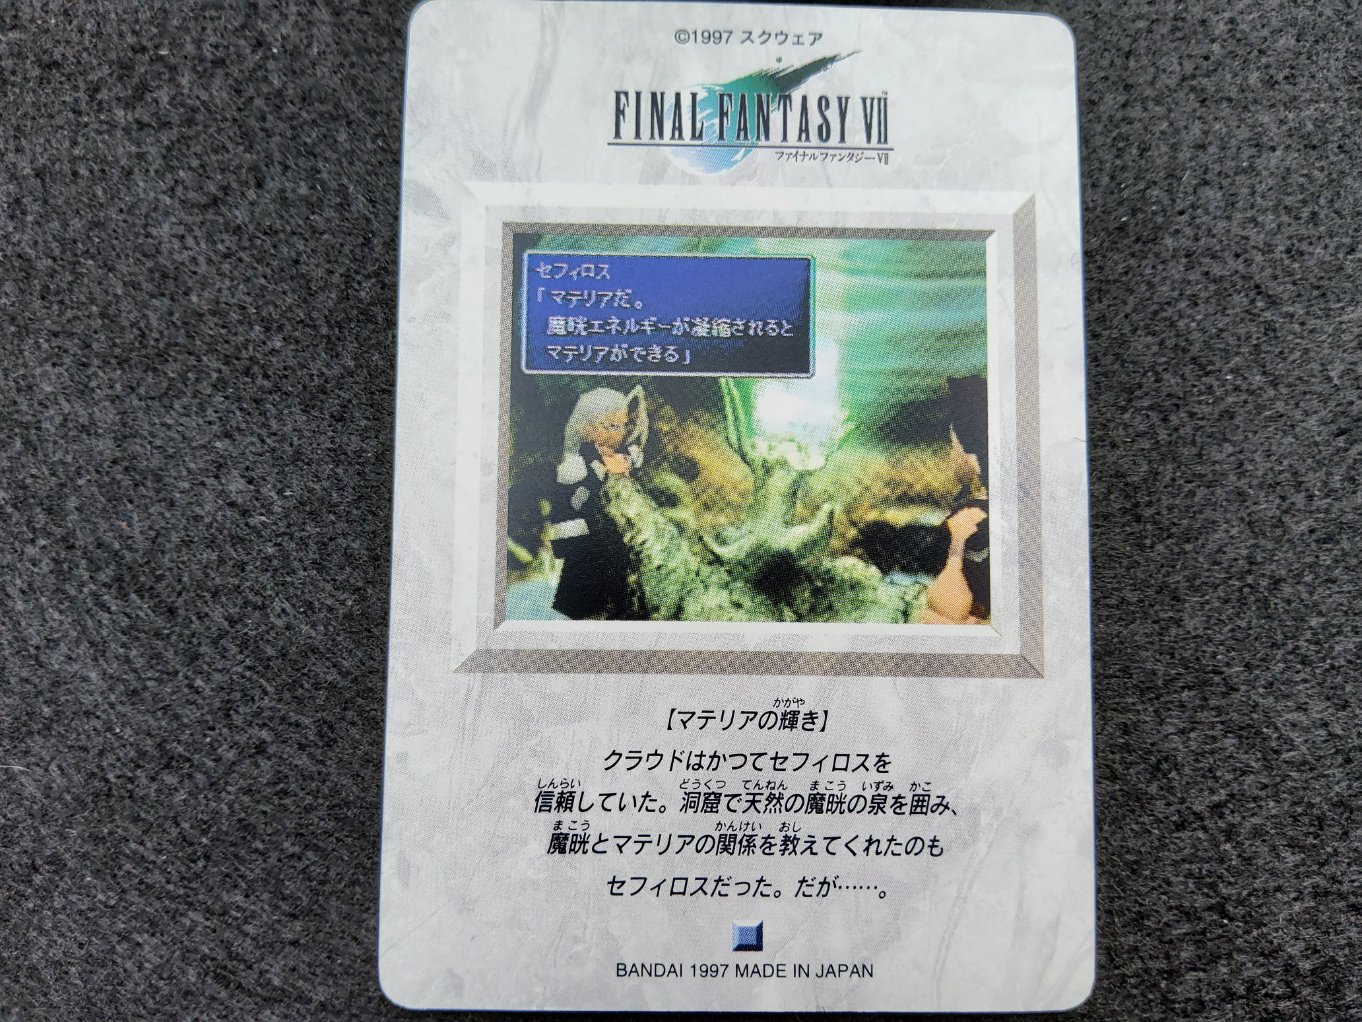 ©1997 スクウェア
FINAL FANTASY VII
ファイナルファンタジーVII
セフィロス
「マテリアだ。
魔晄エネルギーが凝縮されると
マテリアができる」
かがや
【マテリアの輝き】
クラウドはかつてセフィロスを
しんらい どうくつ てんねん まこう いずみ かこ
信頼していた。洞窟で天然の魔晄の泉を囲み、
まこう かんけい おし
魔晄とマテリアの関係を教えてくれたのも
セフィロスだった。だが……。
BANDAI 1997 MADE IN JAPAN